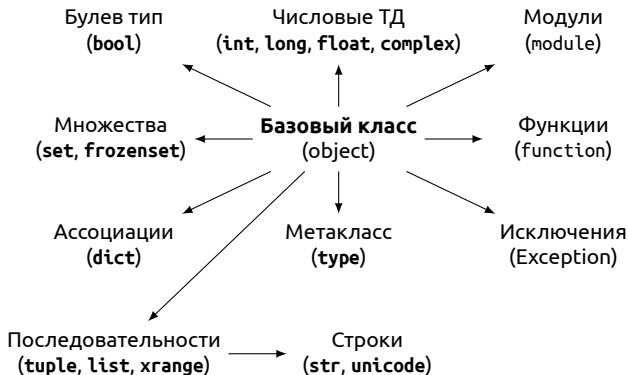 Булев тип
(bool)
Числовые ТД
(int, long, float, complex)
Модули
(module)
Множества
(set, frozenset)
Базовый класс
(object)
Функции
(function)
Ассоциации
(dict)
Метакласс
(type)
Исключения
(Exception)
Последовательности
(tuple, list, xrange)
Строки
(str, unicode)